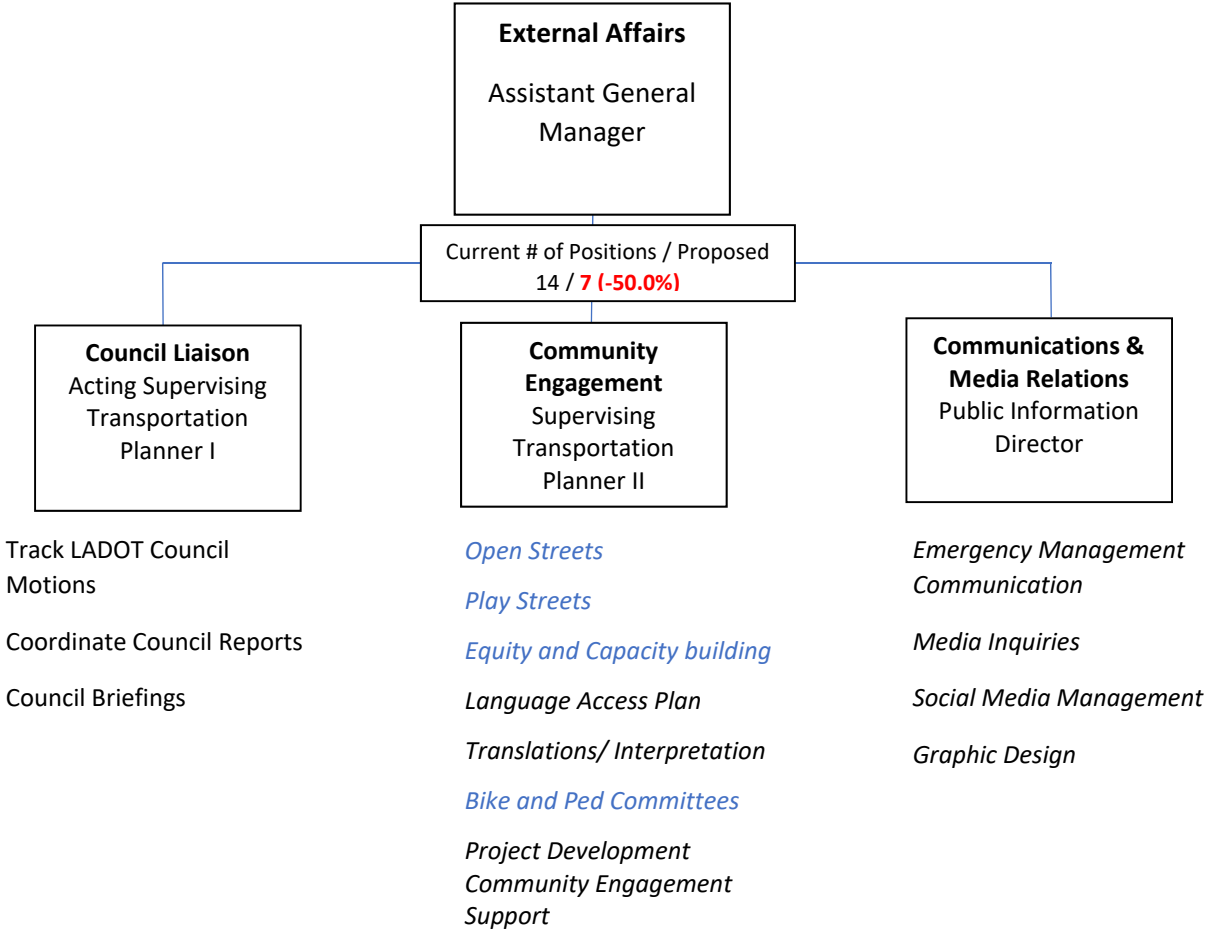 External Affairs
Assistant General
Manager
Current # of Positions / Proposed
14 / 7 (-50.0%)
Council Liaison
Acting Supervising
Transportation
Planner I
Track LADOT Council
Motions
Coordinate Council Reports
Council Briefings
Community
Engagement
Supervising
Transportation
Planner II
Open Streets
Play Streets
Equity and Capacity building
Language Access Plan
Translations/ Interpretation
Bike and Ped Committees
Project Development
Community Engagement
Support
Communications &
Media Relations
Public Information
Director
Emergency Management
Communication
Media Inquiries
Social Media Management
Graphic Design